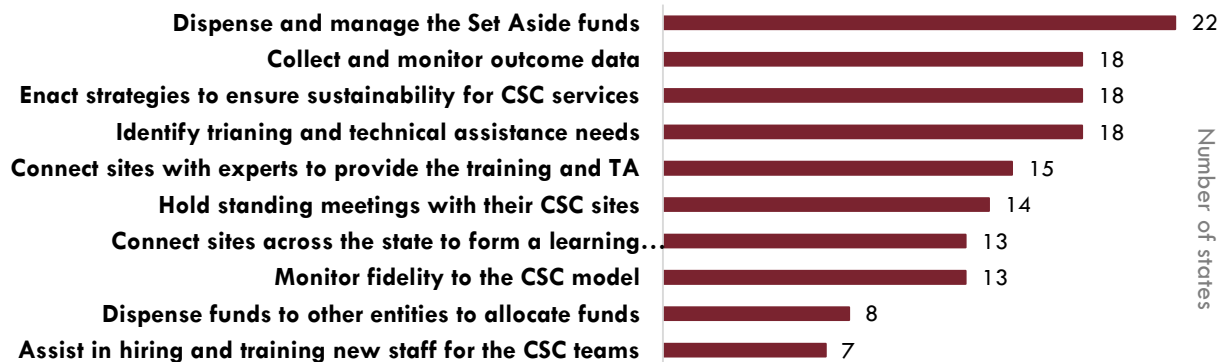 Dispense and manage the Set Aside funds 22
Collect and monitor outcome data 18
Enact strategies to ensure sustainability for CSC services 18
Identify trianing and technical assistance needs 18
Connect sites with experts to provide the training and TA 15
Hold standing meetings with their CSC sites 14
Connect sites across the state to form a learning… 13
Monitor fidelity to the CSC model 13
Dispense funds to other entities to allocate funds 8
Assist in hiring and training new staff for the CSC teams 7
Number of states